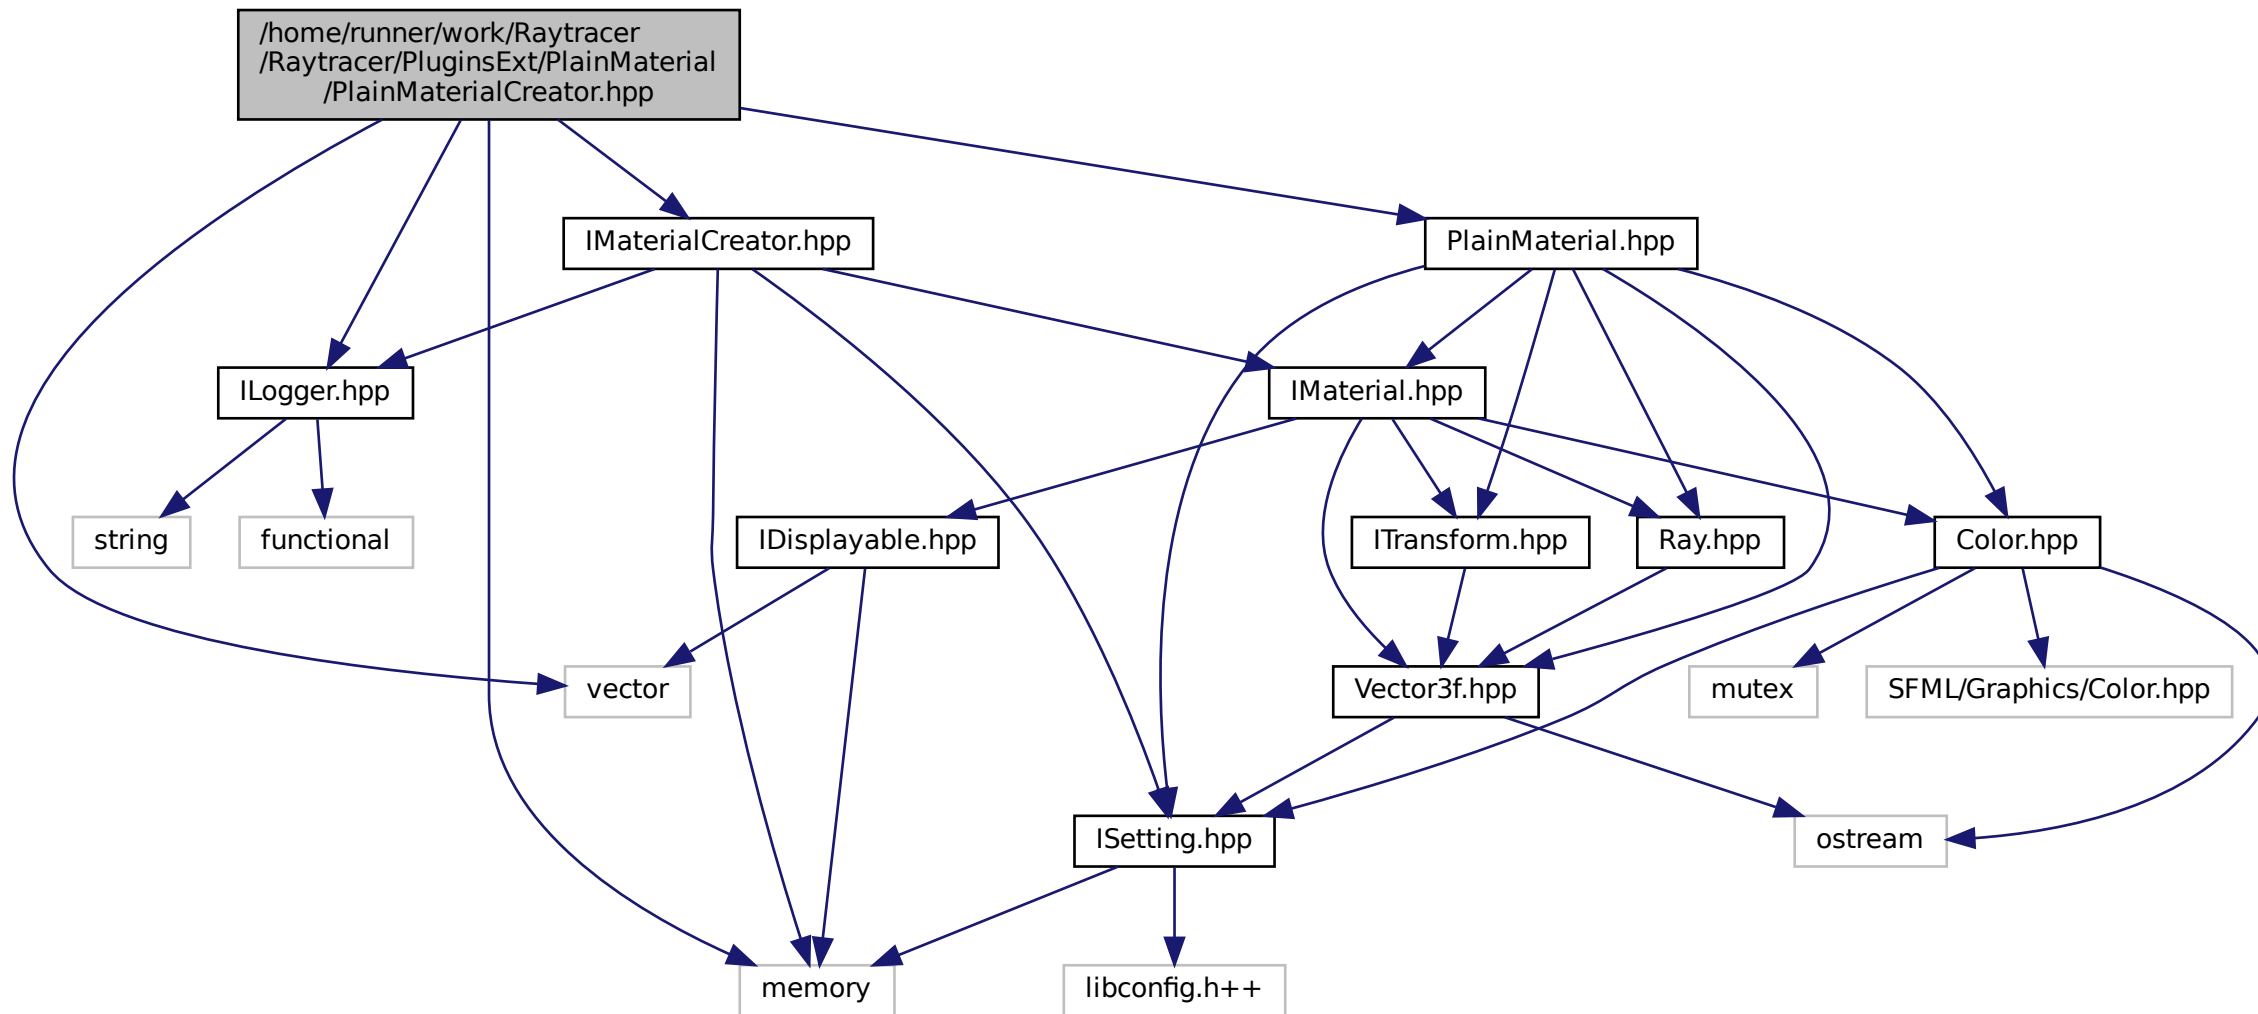 /home/runner/work/Raytracer
/Raytracer/PluginsExt/PlainMaterial
/PlainMaterialCreator.hpp
IMaterialCreator.hpp
PlainMaterial.hpp
ILogger.hpp
IMaterial.hpp
string
functional
IDisplayable.hpp
ITransform.hpp
Ray.hpp
Color.hpp
vector
Vector3f.hpp
mutex
SFML/Graphics/Color.hpp
ISetting.hpp
ostream
memory
libconfig.h++